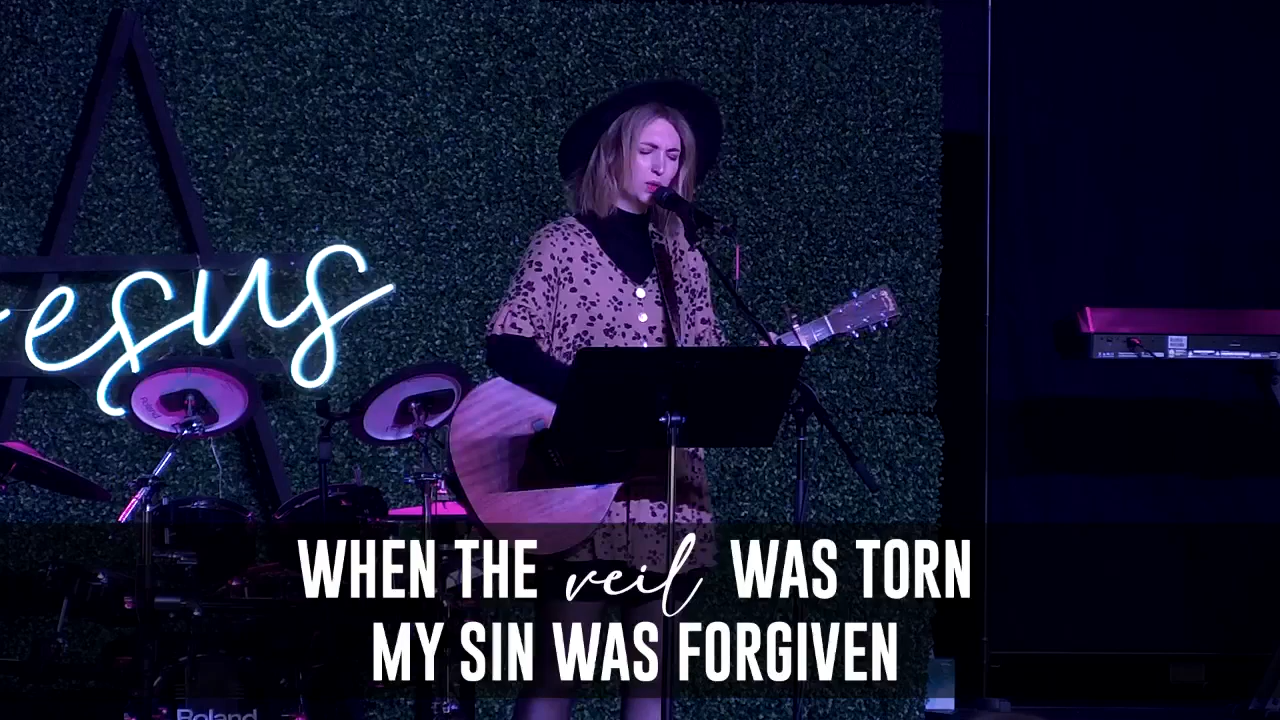 esus
Roland
WHEN THE veil WAS TORN
MY SIN WAS FORGIVEN
Roland